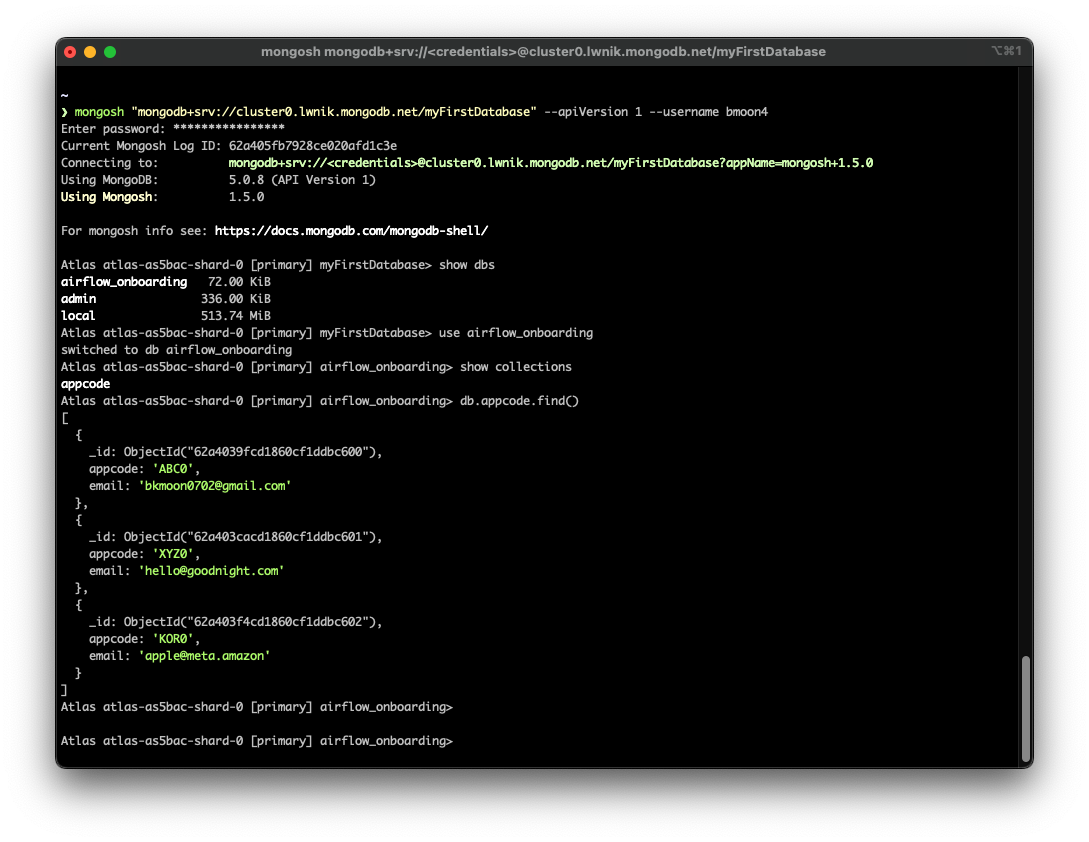 mongosh mongodb+srv://<credentials>@cluster0.lwnik.mongodb.net/myFirstDatabase
⌥⌘1
~
❯ mongosh "mongodb+srv://cluster0.lwnik.mongodb.net/myFirstDatabase" --apiVersion 1 --username bmoon4
Enter password: ****************
Current Mongosh Log ID: 62a405fb7928ce020afd1c3e
Connecting to:          mongodb+srv://<credentials>@cluster0.lwnik.mongodb.net/myFirstDatabase?appName=mongosh+1.5.0
Using MongoDB:          5.0.8 (API Version 1)
Using Mongosh:          1.5.0
For mongosh info see: https://docs.mongodb.com/mongodb-shell/
Atlas atlas-as5bac-shard-0 [primary] myFirstDatabase> show dbs
airflow_onboarding   72.00 KiB
admin               336.00 KiB
local               513.74 MiB
Atlas atlas-as5bac-shard-0 [primary] myFirstDatabase> use airflow_onboarding
switched to db airflow_onboarding
Atlas atlas-as5bac-shard-0 [primary] airflow_onboarding> show collections
appcode
Atlas atlas-as5bac-shard-0 [primary] airflow_onboarding> db.appcode.find()
[
  {
    _id: ObjectId("62a4039fcd1860cf1ddbc600"),
    appcode: 'ABC0',
    email: 'bkmoon0702@gmail.com'
  },
  {
    _id: ObjectId("62a403cacd1860cf1ddbc601"),
    appcode: 'XYZ0',
    email: 'hello@goodnight.com'
  },
  {
    _id: ObjectId("62a403f4cd1860cf1ddbc602"),
    appcode: 'KOR0',
    email: 'apple@meta.amazon'
  }
]
Atlas atlas-as5bac-shard-0 [primary] airflow_onboarding>
Atlas atlas-as5bac-shard-0 [primary] airflow_onboarding>